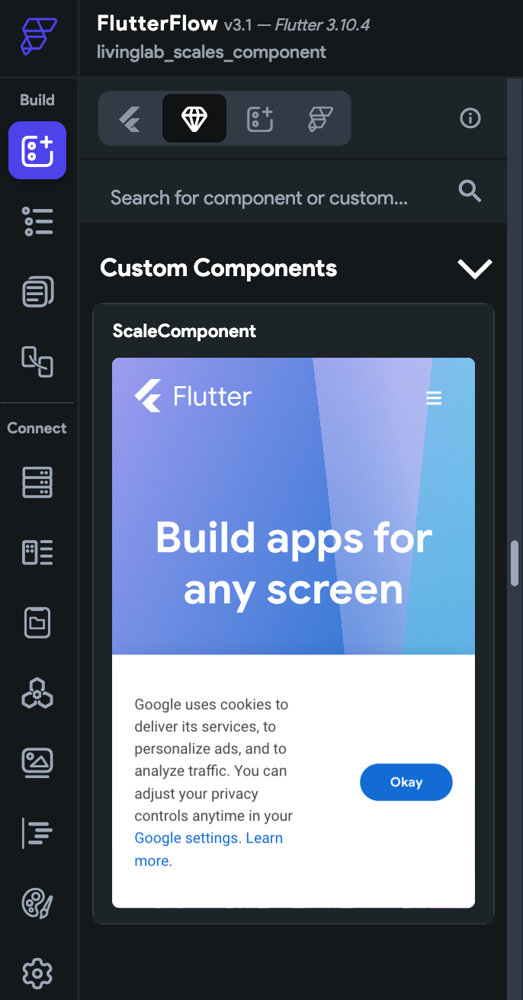 FlutterFlow v3.1 — Flutter 3.10.4
livinglab_scales_component
Build
Search for component or custom...
Custom Components
ScaleComponent
Flutter
Build apps for
any screen
Connect
Google uses cookies to
deliver its services, to
personalize ads, and to
analyze traffic. You can
adjust your privacy
controls anytime in your
Google settings. Learn
more.
Okay